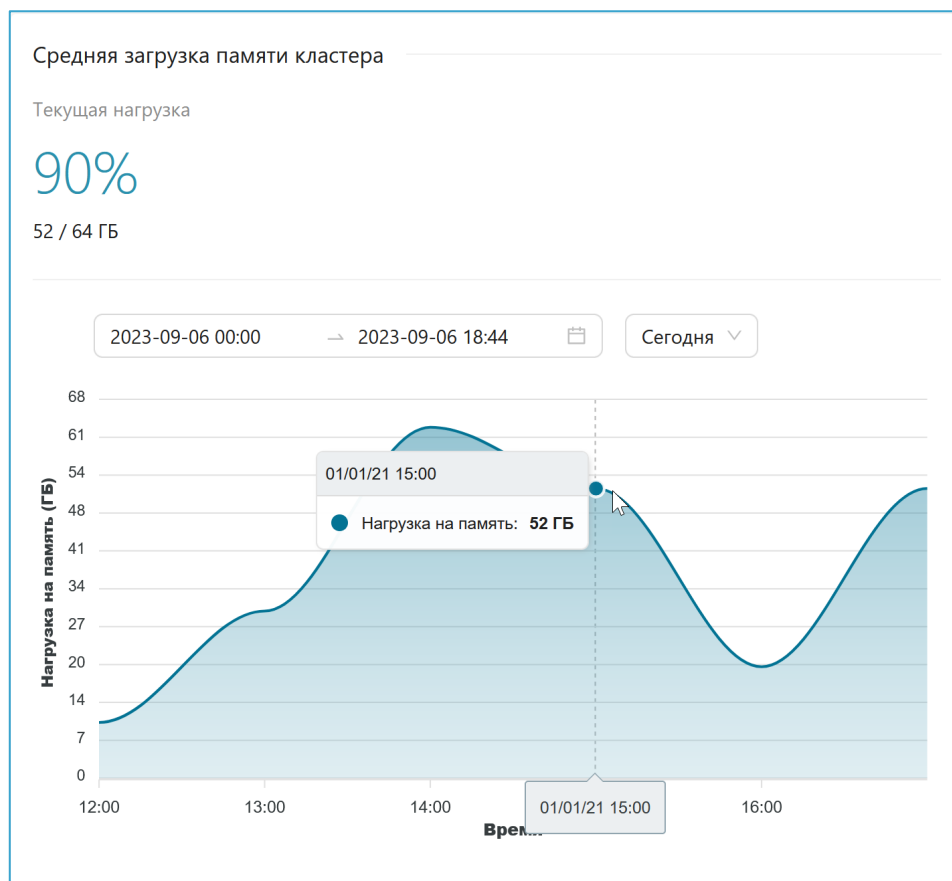 Средняя загрузка памяти кластера
Текущая нагрузка
90%
52 / 64 ГБ
2023-09-06 00:00 → 2023-09-06 18:44
Сегодня
68
61
54
48
41
34
27
20
14
7
0
Нагрузка на память (ГБ)
01/01/21 15:00
Нагрузка на память: 52 ГБ
12:00 13:00 14:00 01/01/21 15:00 16:00